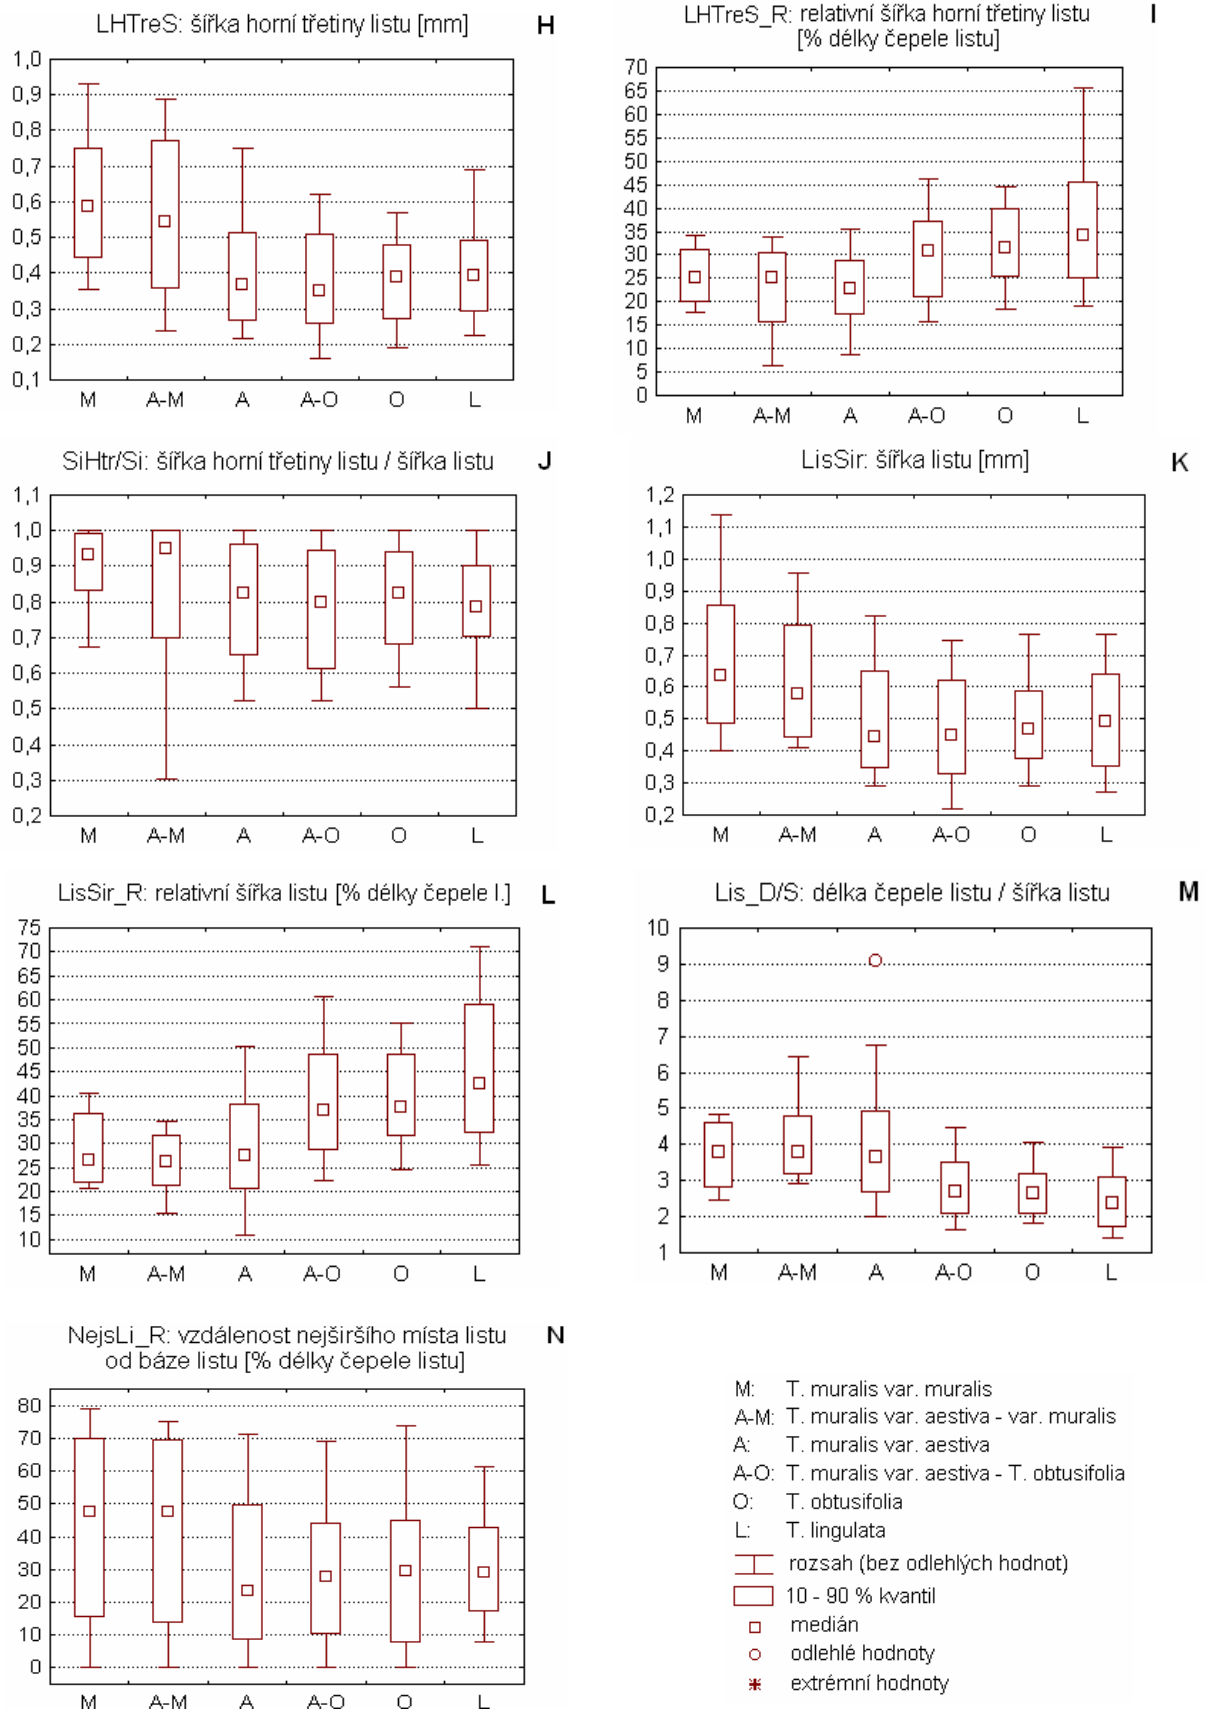 LHTreS: šířka horní třetiny listu [mm] H
1,0
0,9
0,8
0,7
0,6
0,5
0,4
0,3
0,2
0,1
M A-M A A-O O L
LHTreS_R: relativní šířka horní třetiny listu I
[% délky čepele listu]
70
65
60
55
50
45
40
35
30
25
20
15
10
5
0
M A-M A A-O O L
SiHtr/Si: šířka horní třetiny listu / šířka listu J
1,1
1,0
0,9
0,8
0,7
0,6
0,5
0,4
0,3
0,2
M A-M A A-O O L
LisSir: šířka listu [mm] K
1,2
1,1
1,0
0,9
0,8
0,7
0,6
0,5
0,4
0,3
0,2
M A-M A A-O O L
LisSir_R: relativní šířka listu [% délky čepele l.] L
75
70
65
60
55
50
45
40
35
30
25
20
15
10
M A-M A A-O O L
Lis_D/S: délka čepele listu / šířka listu M
10
9
8
7
6
5
4
3
2
1
M A-M A A-O O L
NejsLi_R: vzdálenost nejširšího místa listu N
od báze listu [% délky čepele listu]
80
70
60
50
40
30
20
10
0
M A-M A A-O O L
M: T. muralis var. muralis
A-M: T. muralis var. aestiva - var. muralis
A: T. muralis var. aestiva
A-O: T. muralis var. aestiva - T. obtusifolia
O: T. obtusifolia
L: T. lingulata
rozsah (bez odlehlých hodnot)
10 - 90 % kvantil
medián
odlehlé hodnoty
extrémní hodnoty